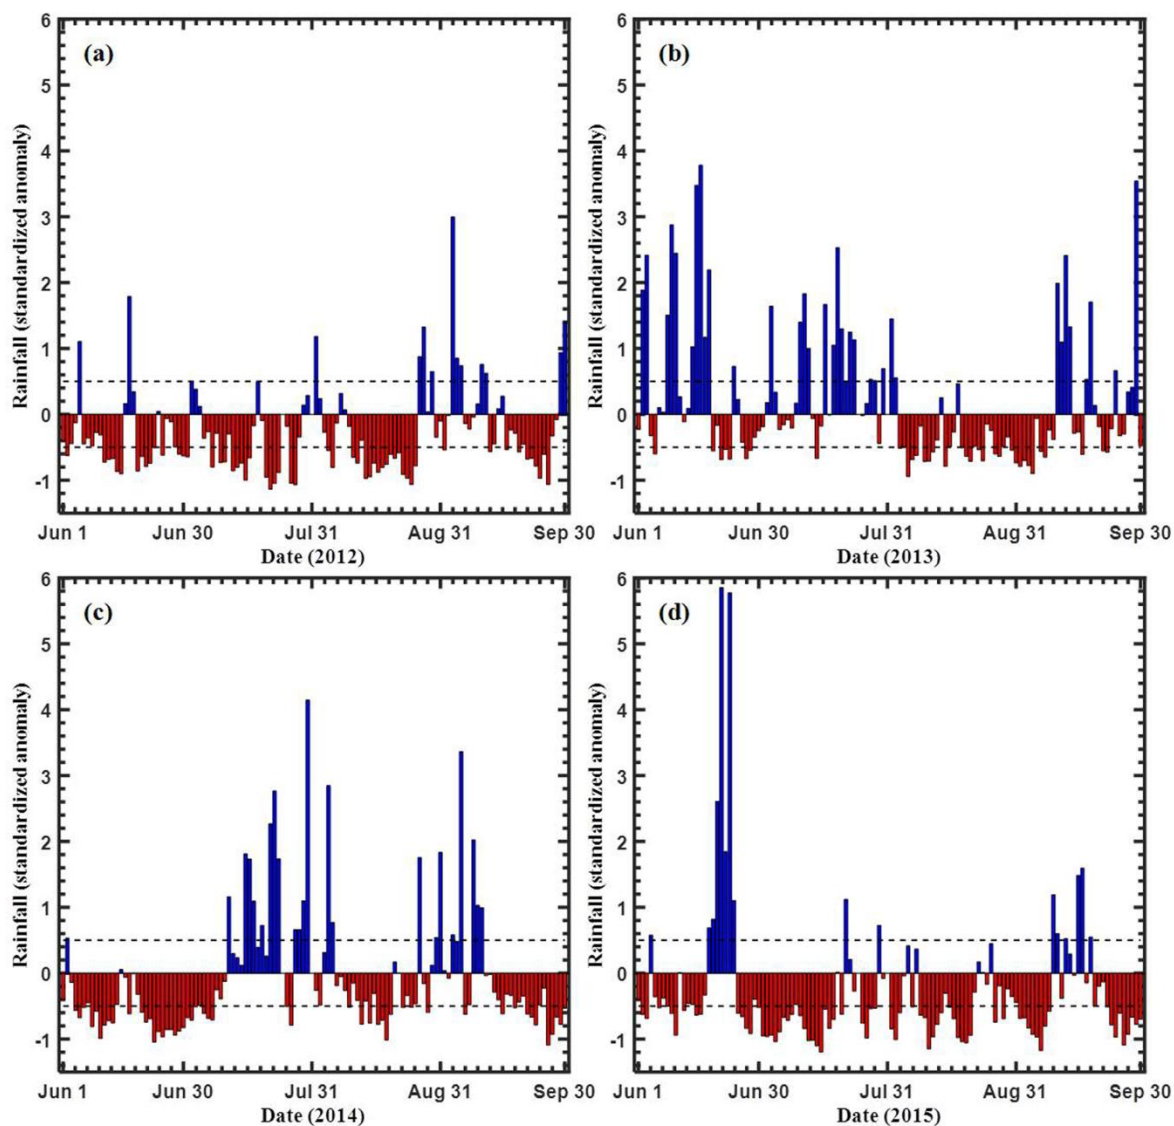 (a)
Rainfall (standardized anomaly)
6
5
4
3
2
1
0
-1
Jun 1
Jun 30
Jul 31
Aug 31
Sep 30
Date (2012)
(b)
Rainfall (standardized anomaly)
6
5
4
3
2
1
0
-1
Jun 1
Jun 30
Jul 31
Aug 31
Sep 30
Date (2013)
(c)
Rainfall (standardized anomaly)
6
5
4
3
2
1
0
-1
Jun 1
Jun 30
Jul 31
Aug 31
Sep 30
Date (2014)
(d)
Rainfall (standardized anomaly)
6
5
4
3
2
1
0
-1
Jun 1
Jun 30
Jul 31
Aug 31
Sep 30
Date (2015)